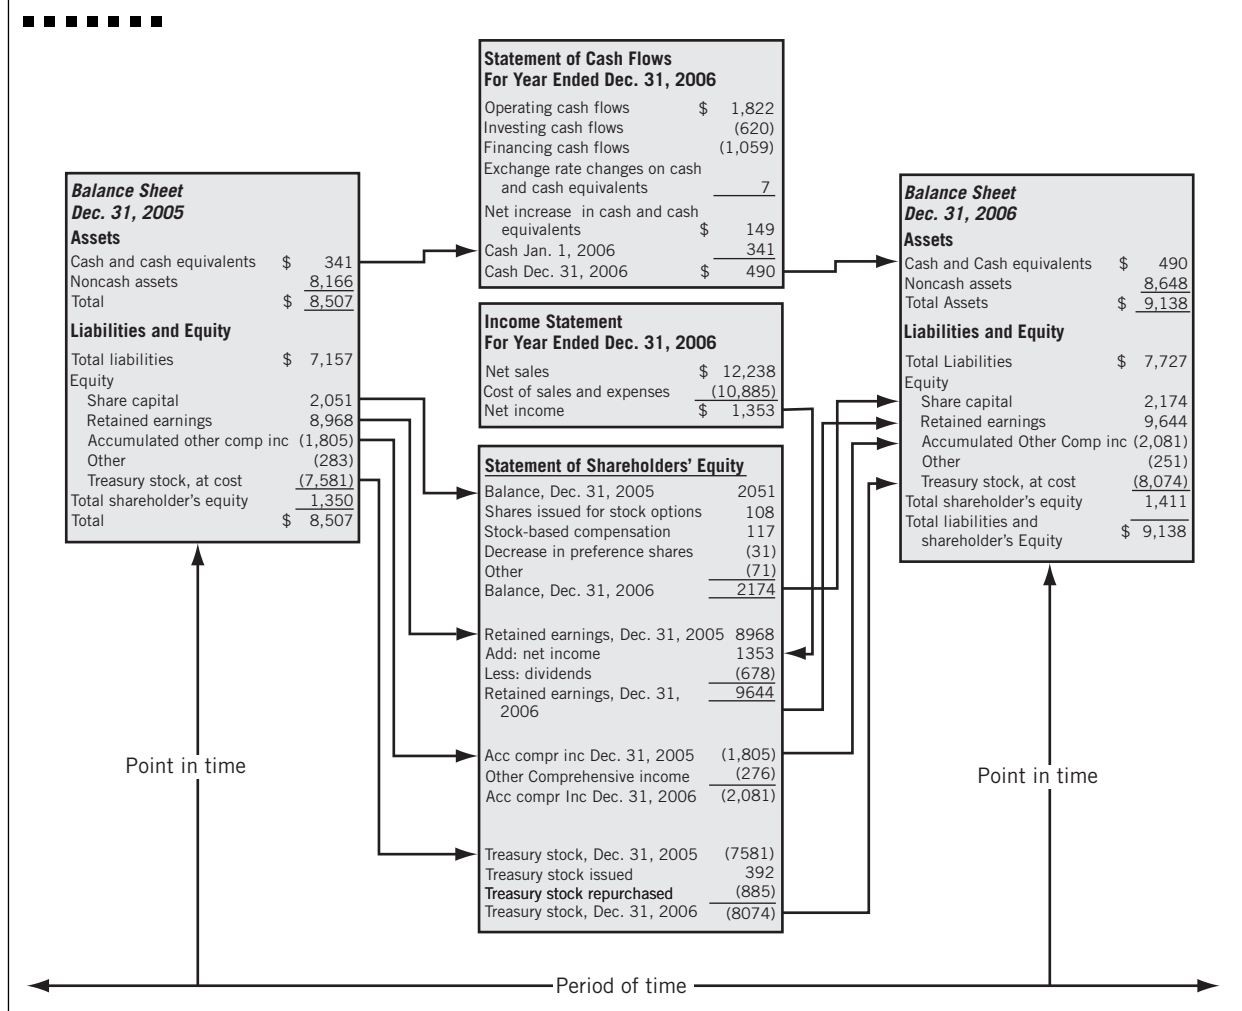 Statement of Cash Flows
For Year Ended Dec. 31, 2006
Operating cash flows $ 1,822
Investing cash flows (620)
Financing cash flows (1,059)
Exchange rate changes on cash
and cash equivalents 7
Net increase in cash and cash
equivalents $ 149
Cash Jan. 1, 2006 341
Cash Dec. 31, 2006 $ 490
Balance Sheet
Dec. 31, 2005
Assets
Cash and cash equivalents $ 341
Noncash assets 8,166
Total $ 8,507
Liabilities and Equity
Total liabilities $ 7,157
Equity
Share capital 2,051
Retained earnings 8,968
Accumulated other comp inc (1,805)
Other (283)
Treasury stock, at cost (7,581)
Total shareholder's equity 1,350
Total $ 8,507
Income Statement
For Year Ended Dec. 31, 2006
Net sales $ 12,238
Cost of sales and expenses (10,885)
Net income $ 1,353
Statement of Shareholders' Equity
Balance, Dec. 31, 2005 2051
Shares issued for stock options 108
Stock-based compensation 117
Decrease in preference shares (31)
Other (71)
Balance, Dec. 31, 2006 2174
Retained earnings, Dec. 31, 2005 8968
Add: net income 1353
Less: dividends (678)
Retained earnings, Dec. 31, 9644
2006
Acc compr inc Dec. 31, 2005 (1,805)
Other Comprehensive income (276)
Acc compr Inc Dec. 31, 2006 (2,081)
Treasury stock, Dec. 31, 2005 (7581)
Treasury stock issued 392
Treasury stock repurchased (885)
Treasury stock, Dec. 31, 2006 (8074)
Balance Sheet
Dec. 31, 2006
Assets
Cash and Cash equivalents $ 490
Noncash assets 8,648
Total Assets $ 9,138
Liabilities and Equity
Total Liabilities $ 7,727
Equity
Share capital 2,174
Retained earnings 9,644
Accumulated Other Comp inc (2,081)
Other (251)
Treasury stock, at cost (8,074)
Total shareholder's equity 1,411
Total liabilities and
shareholder's Equity $ 9,138
Point in time
Point in time
Period of time